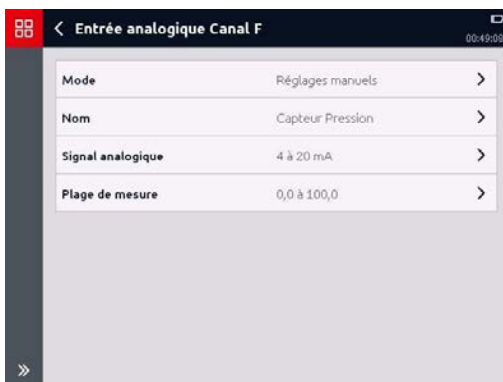 Entrée analogique Canal F
00:49:09
Mode Réglages manuels
Nom Capteur Pression
Signal analogique 4 à 20 mA
Plage de mesure 0,0 à 100,0